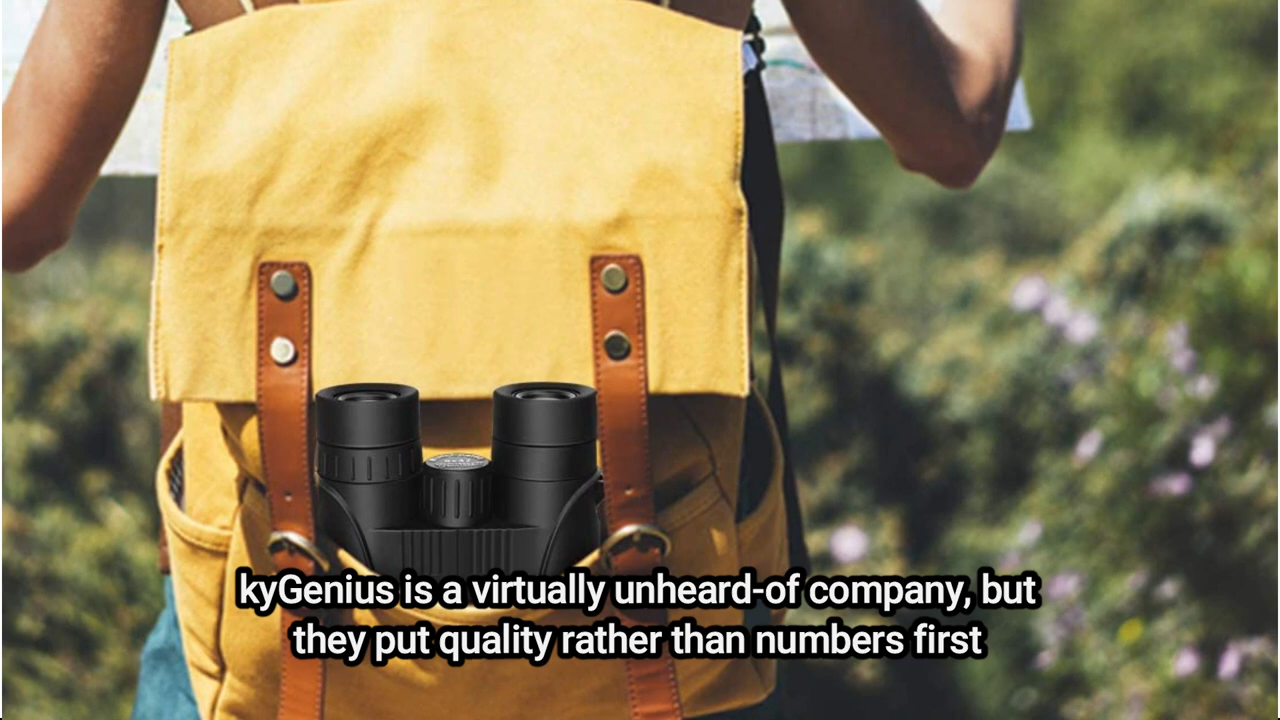 kyGenius is a virtually unheard-of company, but
they put quality rather than numbers first